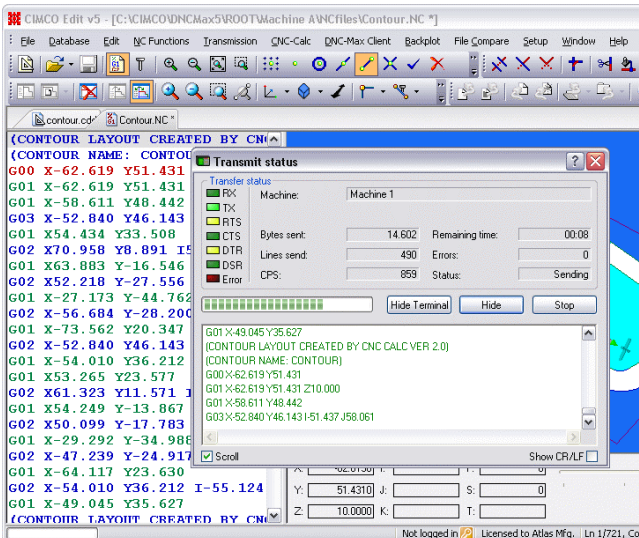 CIMCO Edit v5 - [C:\CIMCO\DNCMax5\ROOT\Machine A\NCfiles\Contour.NC *]
File Database Edit NC Functions Transmission CNC-Calc DNC-Max Client Backplot File Compare Setup Window Help
contour.cdr Contour.NC *
(CONTOUR LAYOUT CREATED BY CNC
(CONTOUR NAME: CONTOU
G00 X-62.619 Y51.431
G01 X-62.619 Y51.431
G01 X-58.611 Y48.442
G03 X-52.840 Y46.143
G01 X54.434 Y33.508
G02 X70.958 Y8.891 I5
G01 X63.883 Y-16.546
G02 X52.218 Y-27.556
G01 X-27.173 Y-44.762
G02 X-56.684 Y-28.200
G01 X-73.562 Y20.347
G02 X-52.840 Y46.143
G01 X-54.010 Y36.212
G01 X53.265 Y23.577
G02 X61.323 Y11.571 I
G01 X54.249 Y-13.867
G02 X50.099 Y-17.783
G01 X-29.292 Y-34.988
G02 X-47.239 Y-24.917
G01 X-64.117 Y23.630
G02 X-54.010 Y36.212 I-55.124
G01 X-49.045 Y35.627
(CONTOUR LAYOUT CREATED BY CN
Transmit status
Transfer status
RX
TX
RTS
CTS
DTR
DSR
Error
Machine: Machine 1
Bytes sent: 14.602 Remaining time: 00:08
Lines send: 490 Errors: 0
CPS: 859 Status: Sending
Hide Terminal Hide Stop
G01 X-49.045 Y35.627
(CONTOUR LAYOUT CREATED BY CNC CALC VER 2.0)
(CONTOUR NAME: CONTOUR)
G00 X-62.619 Y51.431
G01 X-62.619 Y51.431 Z10.000
G01 X-58.611 Y48.442
G03 X-52.840 Y46.143 I-51.437 J58.061
Scroll Show CR/LF
Y: 51.4310 J: S: 0
Z: 10.0000 K: T:
Not logged in Licensed to Atlas Mfg. Ln 1/721, Co